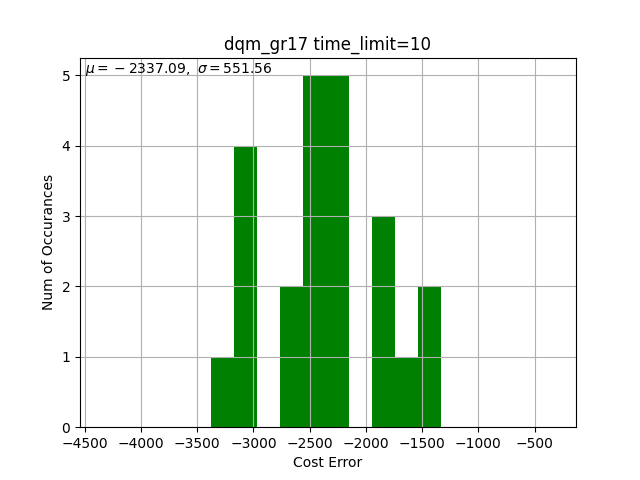 dqm_gr17 time_limit=10
μ = −2337.09, σ = 551.56
5
4
3
2
1
0
Num of Occurances
−4500 −4000 −3500 −3000 −2500 −2000 −1500 −1000 −500
Cost Error